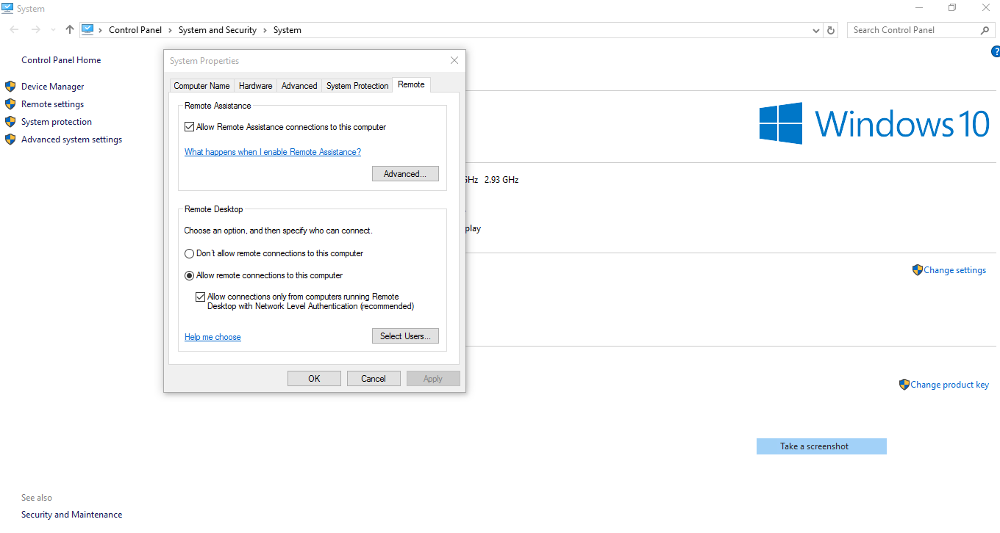 System
Control Panel > System and Security > System
Search Control Panel
?
Control Panel Home
Device Manager
Remote settings
System protection
Advanced system settings
System Properties
Computer Name Hardware Advanced System Protection Remote
Remote Assistance
Allow Remote Assistance connections to this computer
What happens when I enable Remote Assistance?
Advanced...
Remote Desktop
Choose an option, and then specify who can connect.
Don't allow remote connections to this computer
Allow remote connections to this computer
Allow connections only from computers running Remote
Desktop with Network Level Authentication (recommended)
Help me choose
Select Users...
OK Cancel Apply
Windows 10
GHz 2.93 GHz
play
Change settings
Change product key
Take a screenshot
See also
Security and Maintenance